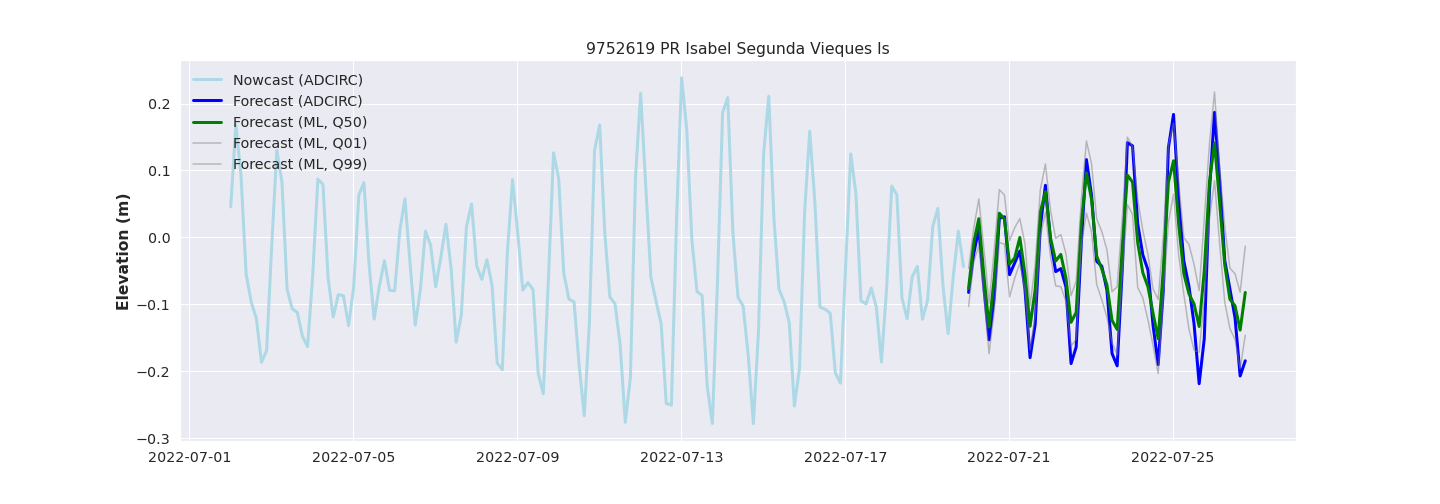 9752619 PR Isabel Segunda Vieques Is
Nowcast (ADCIRC)
Forecast (ADCIRC)
Forecast (ML, Q50)
Forecast (ML, Q01)
Forecast (ML, Q99)
Elevation (m)
0.2
0.1
0.0
−0.1
−0.2
−0.3
2022-07-01
2022-07-05
2022-07-09
2022-07-13
2022-07-17
2022-07-21
2022-07-25